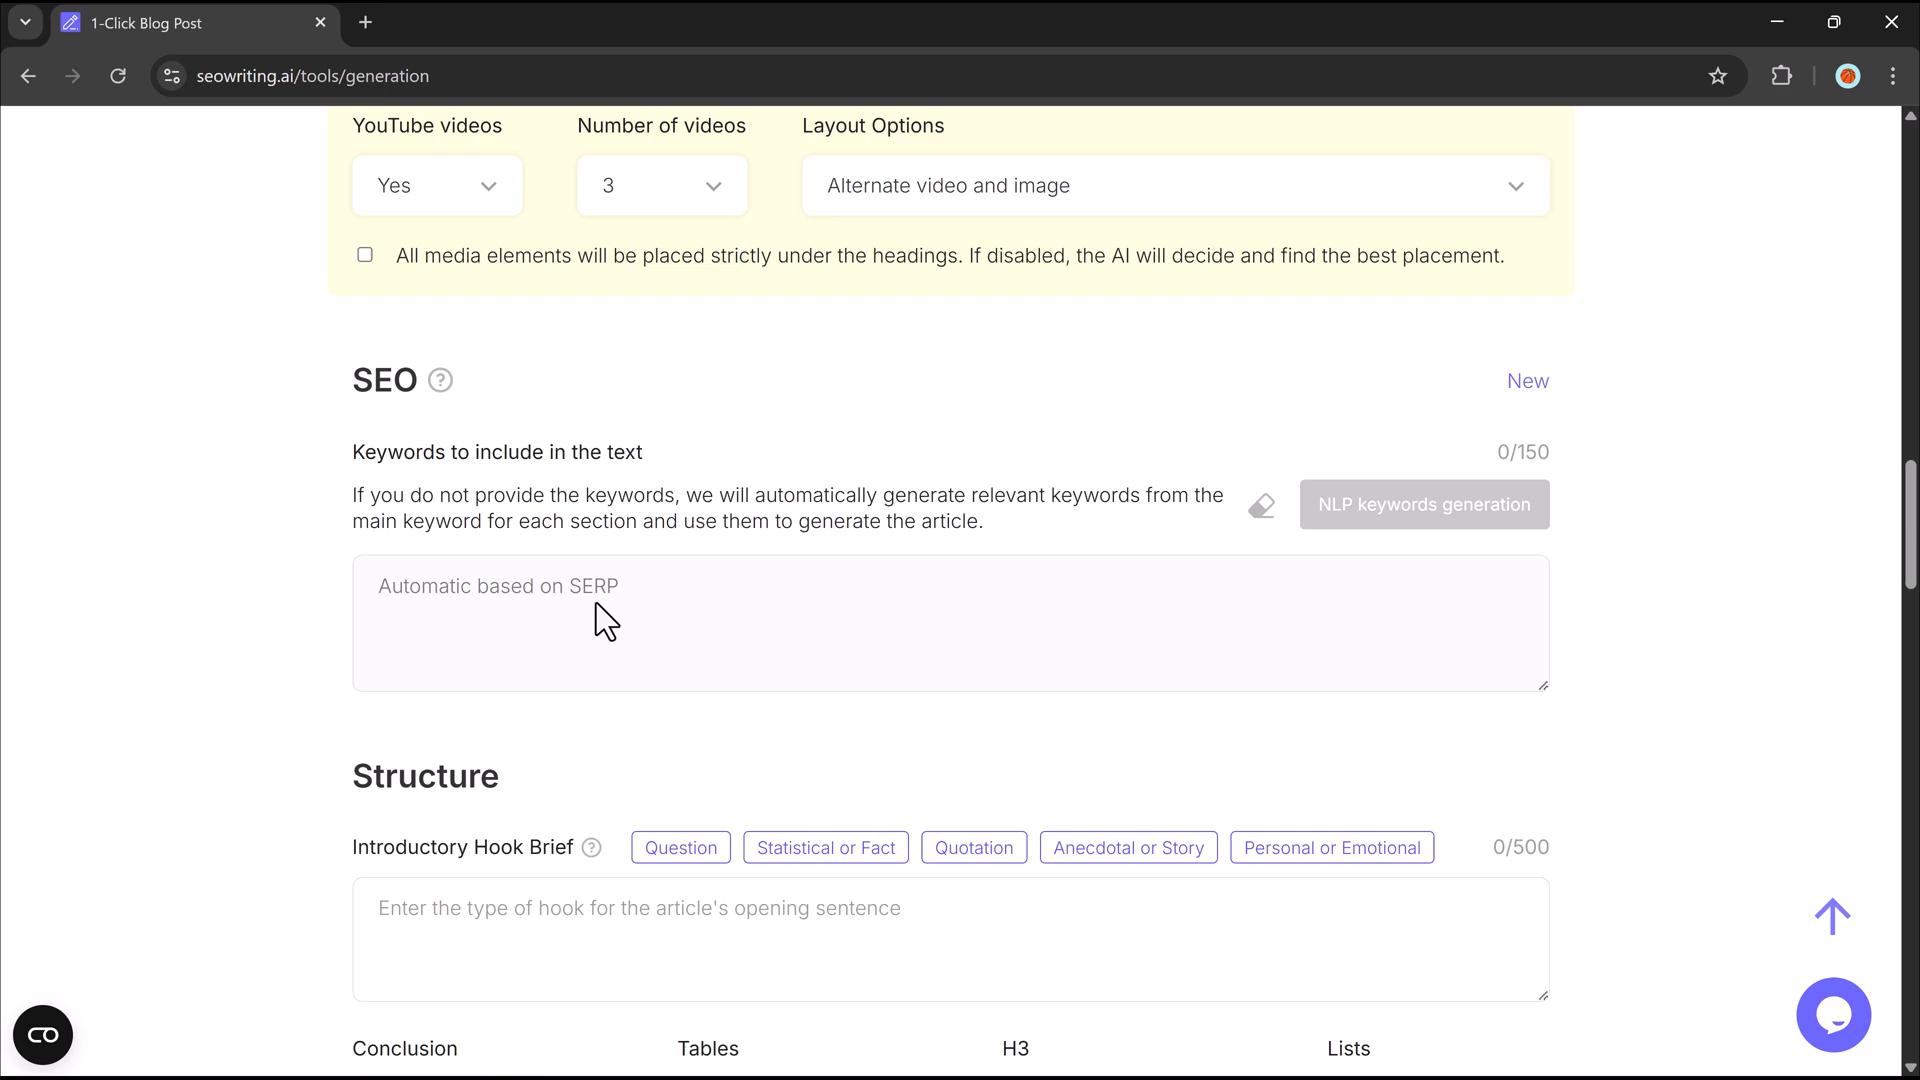 1-Click Blog Post
seowriting.ai/tools/generation
YouTube videos Number of videos Layout Options
Yes 3 Alternate video and image
All media elements will be placed strictly under the headings. If disabled, the AI will decide and find the best placement.
SEO ? New
Keywords to include in the text 0/150
If you do not provide the keywords, we will automatically generate relevant keywords from the
main keyword for each section and use them to generate the article.
NLP keywords generation
Automatic based on SERP
Structure
Introductory Hook Brief ? Question Statistical or Fact Quotation Anecdotal or Story Personal or Emotional 0/500
Enter the type of hook for the article's opening sentence
Conclusion Tables H3 Lists